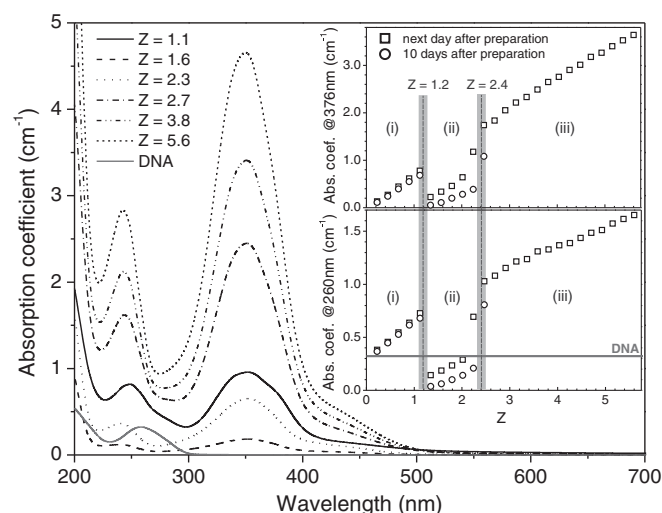 Absorption coefficient (cm⁻¹)
5
4
3
2
1
0
Z = 1.1
Z = 1.6
Z = 2.3
Z = 2.7
Z = 3.8
Z = 5.6
DNA
200 300 400 500 600 700
Wavelength (nm)
Abs. coef. @376nm (cm⁻¹)
3.0
2.0
1.0
0.0
next day after preparation
10 days after preparation
Z = 1.2 Z = 2.4
(i) (ii) (iii)
Abs. coef. @260nm (cm⁻¹)
1.5
1.0
0.5
0.0
(i) (ii) (iii)
DNA
0 1 2 3 4 5
Z